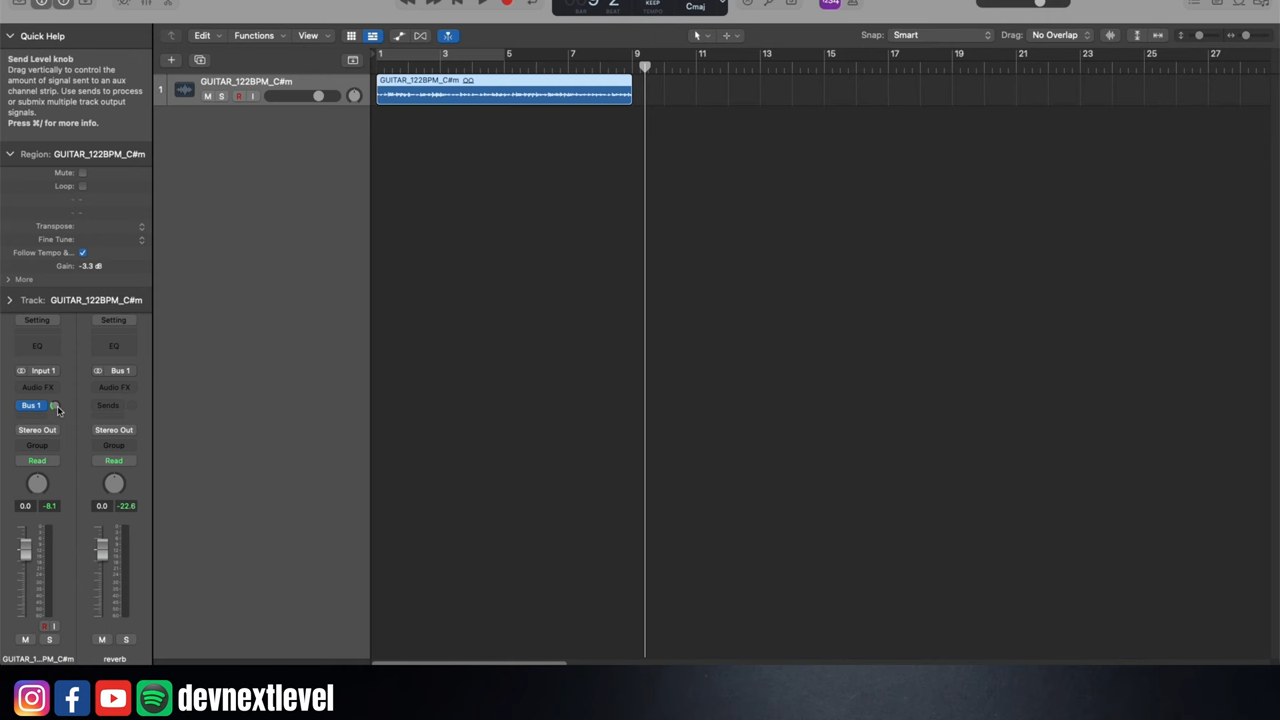 1234
TEMPO
Cmaj
Quick Help
Edit Functions View
Snap: Smart Drag: No Overlap
1 3 5 7 9 11 13 15 17 19 21 23 25 27
Send Level knob
Drag vertically to control the
amount of signal sent to an aux
channel strip. Use sends to process
or submix multiple track output
signals.
Press ⌘/ for more info.
1 GUITAR_122BPM_C#m
M S R I
GUITAR_122BPM_C#m
Region: GUITAR_122BPM_C#m
Mute:
Loop:
Transpose:
Fine Tune:
Follow Tempo &...
Gain: -3.3 dB
More
Track: GUITAR_122BPM_C#m
Setting Setting
EQ EQ
Input 1 Bus 1
Audio FX Audio FX
Bus 1 Sends
Stereo Out Stereo Out
Group Group
Read Read
0.0 -8.1 0.0 -22.6
R I
M S M S
GUITAR_1...PM_C#m reverb
devnextlevel